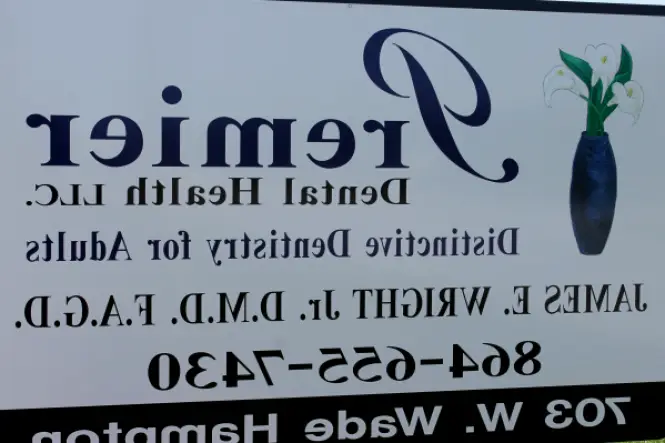 Premier
Dental Health LLC.
Distinctive Dentistry for Adults
JAMES E. WRIGHT Jr. D.M.D. F.A.G.D.
864-655-7430
703 W. Wade Hampton